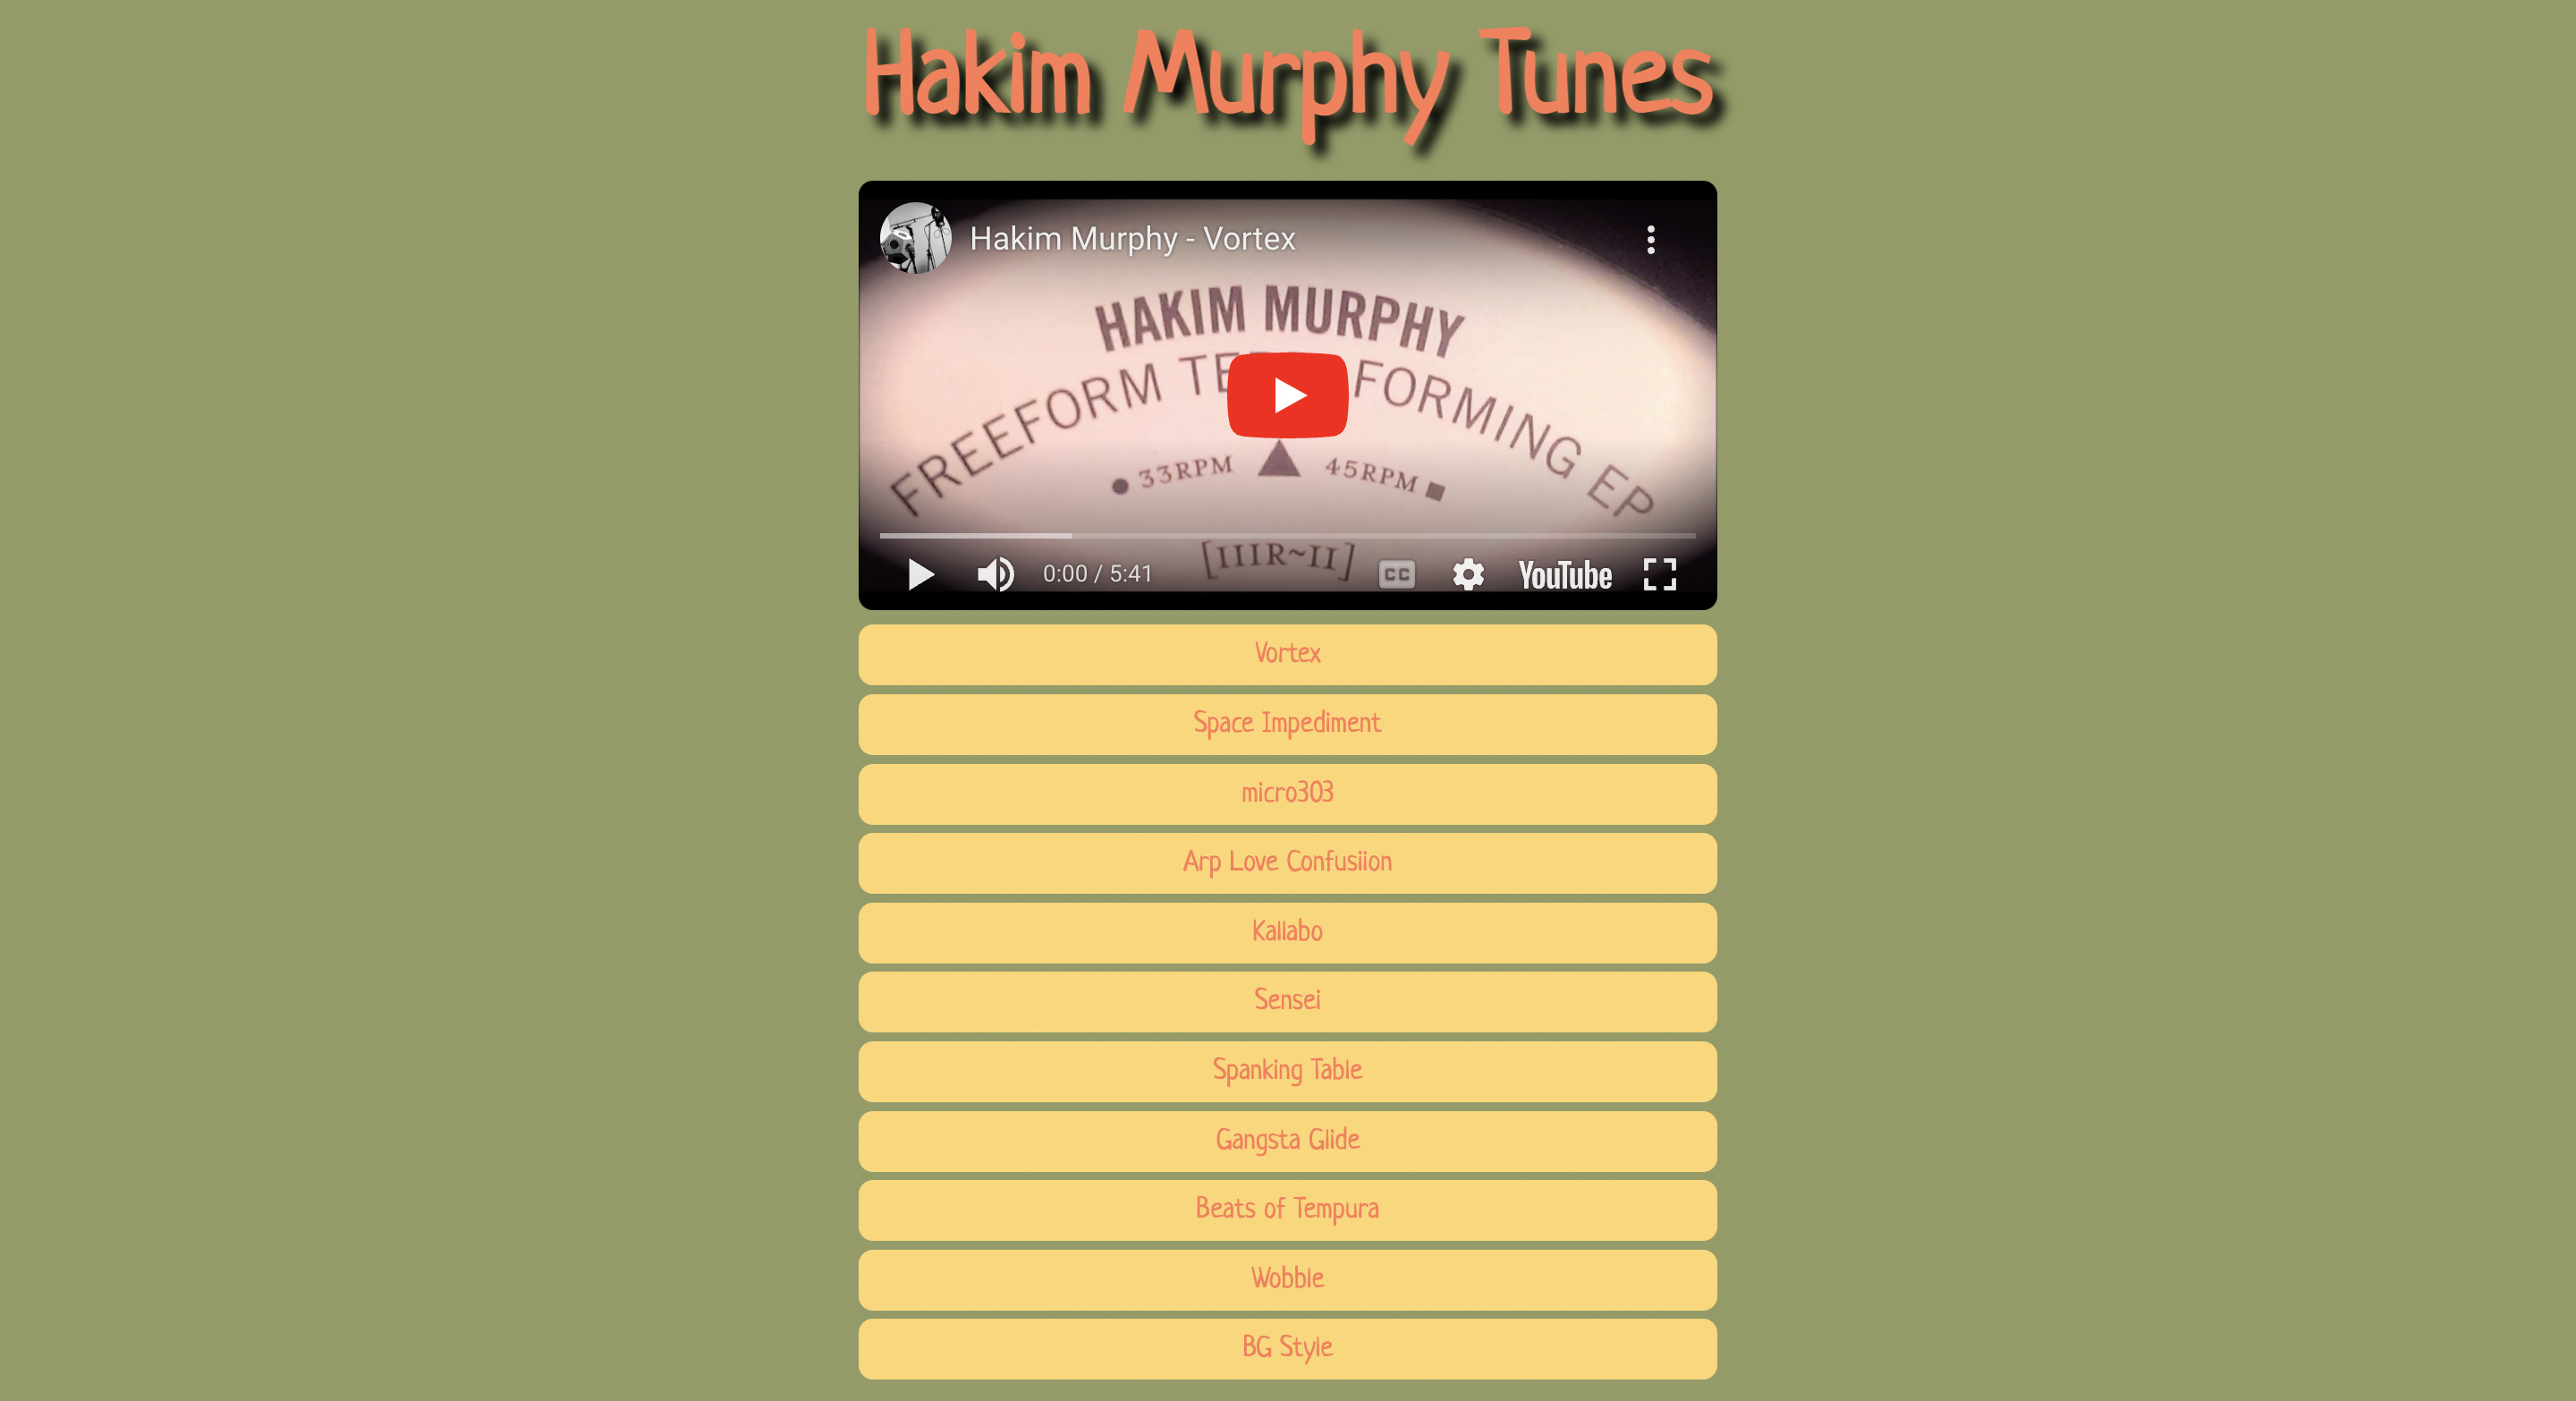 Hakim Murphy Tunes
Hakim Murphy - Vortex
HAKIM MURPHY
FREEFORM FORMING EP
33RPM 45RPM
[IIIR~II]
0:00 / 5:41
CC
YouTube
Vortex
Space Impediment
micro303
Arp Love Confusiion
Kallabo
Sensei
Spanking Table
Gangsta Glide
Beats of Tempura
Wobble
BG Style